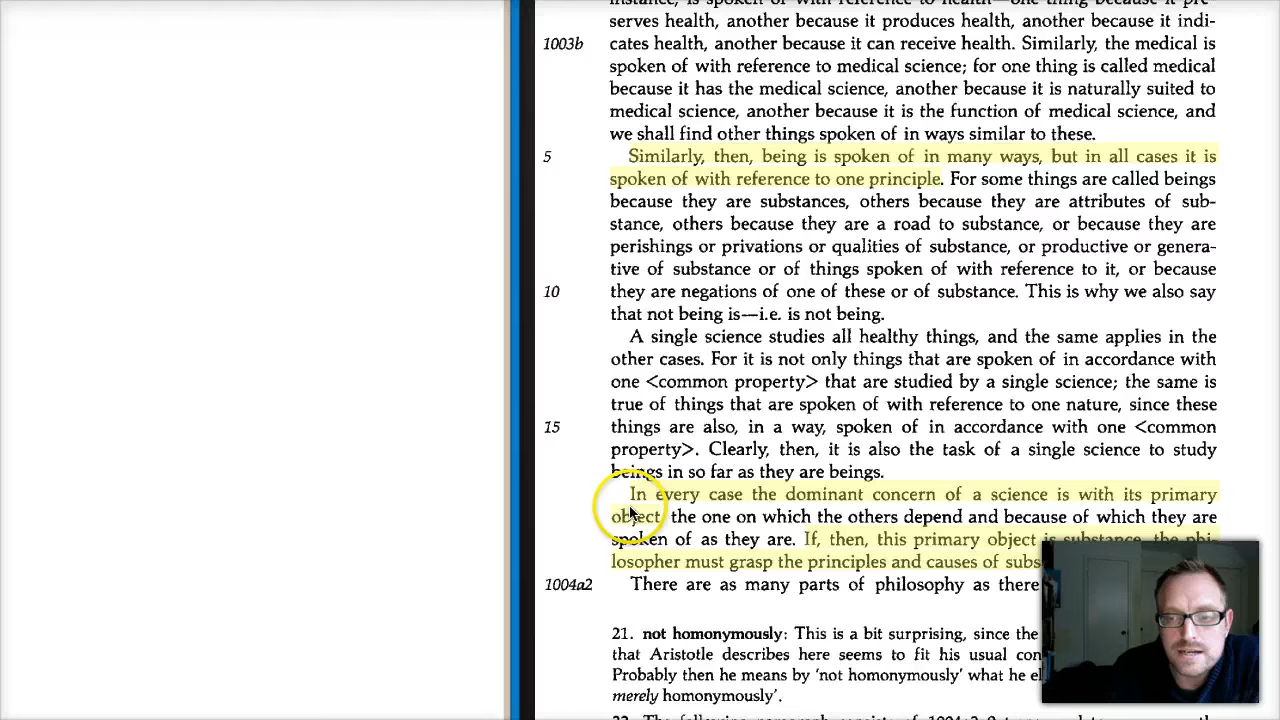 instance, is spoken of with reference to health—one thing because it pre-
serves health, another because it produces health, another because it indi-
1003b cates health, another because it can receive health. Similarly, the medical is
spoken of with reference to medical science; for one thing is called medical
because it has the medical science, another because it is naturally suited to
medical science, another because it is the function of medical science, and
we shall find other things spoken of in ways similar to these.
5 Similarly, then, being is spoken of in many ways, but in all cases it is
spoken of with reference to one principle. For some things are called beings
because they are substances, others because they are attributes of sub-
stance, others because they are a road to substance, or because they are
perishings or privations or qualities of substance, or productive or genera-
tive of substance or of things spoken of with reference to it, or because
10 they are negations of one of these or of substance. This is why we also say
that not being is—i.e. is not being.
A single science studies all healthy things, and the same applies in the
other cases. For it is not only things that are spoken of in accordance with
one <common property> that are studied by a single science; the same is
true of things that are spoken of with reference to one nature, since these
15 things are also, in a way, spoken of in accordance with one <common
property>. Clearly, then, it is also the task of a single science to study
beings in so far as they are beings.
In every case the dominant concern of a science is with its primary
object, the one on which the others depend and because of which they are
spoken of as they are. If, then, this primary object is substance, the phi-
losopher must grasp the principles and causes of subs
1004a2 There are as many parts of philosophy as there
21. not homonymously: This is a bit surprising, since the
that Aristotle describes here seems to fit his usual con
Probably then he means by 'not homonymously' what he el
merely homonymously'.